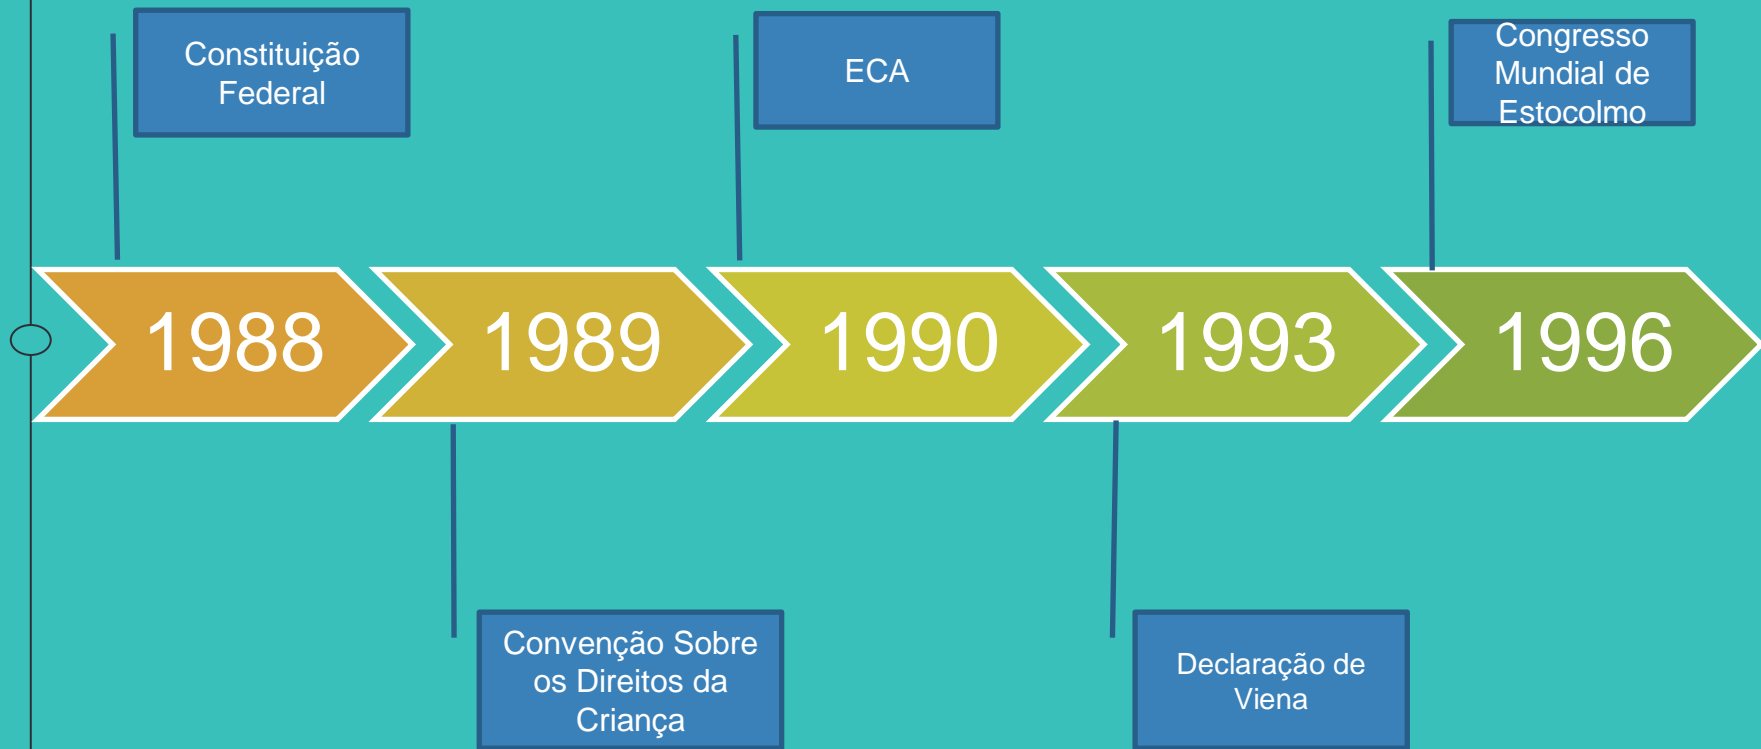 Constituição
Federal
ECA
Congresso
Mundial de
Estocolmo
1988
1989
1990
1993
1996
Convenção Sobre
os Direitos da
Criança
Declaração de
Viena